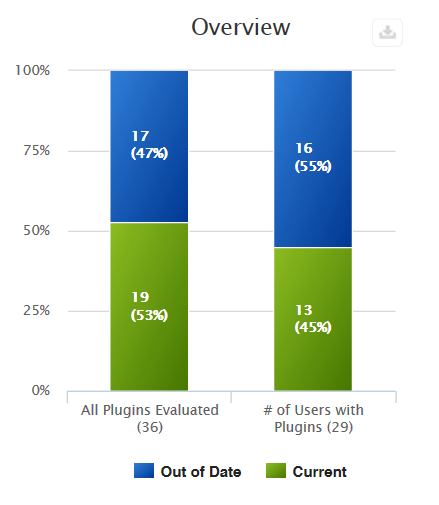 Overview
100%
17
(47%)
16
(55%)
75%
50%
19
(53%)
13
(45%)
25%
0%
All Plugins Evaluated
(36)
# of Users with
Plugins (29)
Out of Date
Current